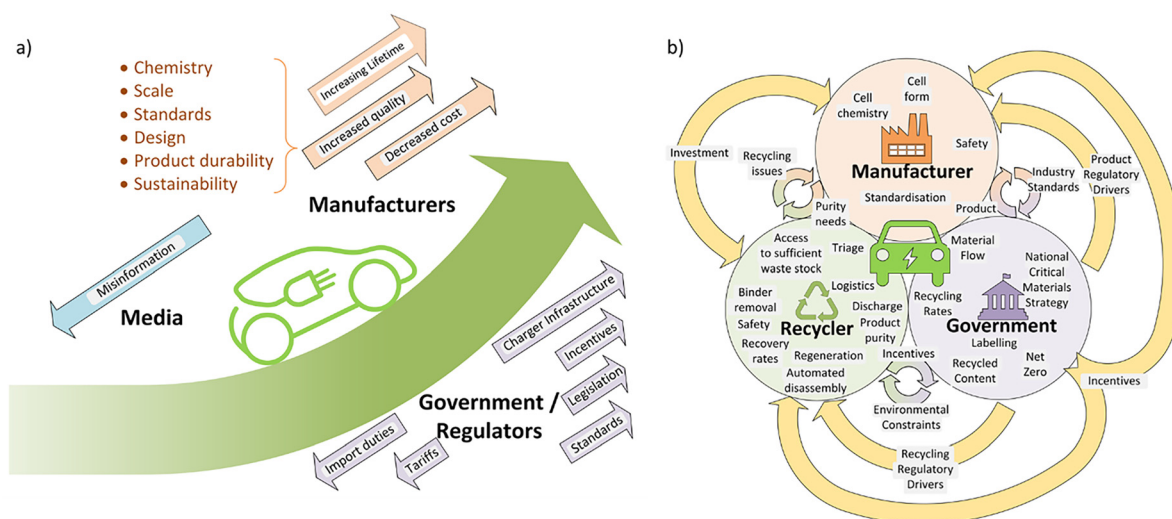 a)
• Chemistry
• Scale
• Standards
• Design
• Product durability
• Sustainability
Increasing Lifetime
Increased quality
Decreased cost
Manufacturers
Misinformation
Media
Charger Infrastructure
Incentives
Legislation
Standards
Government /
Regulators
Import duties
Tariffs
b)
Cell
form
Cell
chemistry
Safety
Manufacturer
Standardisation
Investment
Recycling
issues
Purity
needs
Product
Industry
Standards
Product
Regulatory
Drivers
Access
to sufficient
waste stock
Triage
Logistics
Binder
removal
Safety
Recycler
Discharge
Product
purity
Recovery
rates
Regeneration
Automated
disassembly
Material
Flow
National
Critical
Materials
Strategy
Recycling
Rates
Government
Labelling
Recycled
Content
Net
Zero
Incentives
Environmental
Constraints
Incentives
Recycling
Regulatory
Drivers